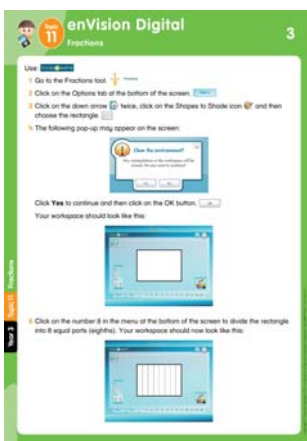 Topic
11
enVision Digital
Fractions
3
Use
1 Go to the Fractions tool.
2 Click on the Options tab at the bottom of the screen.
3 Click on the down arrow twice, click on the Shapes to Shade icon and then
choose the rectangle.
4 The following pop-up may appear on the screen:
Clear the environment?
Click Yes to continue and then click on the OK button.
Your workspace should look like this:
5 Click on the number 8 in the menu at the bottom of the screen to divide the rectangle
into 8 equal parts (eighths). Your workspace should now look like this:
Year 3
Topic 11
Fractions